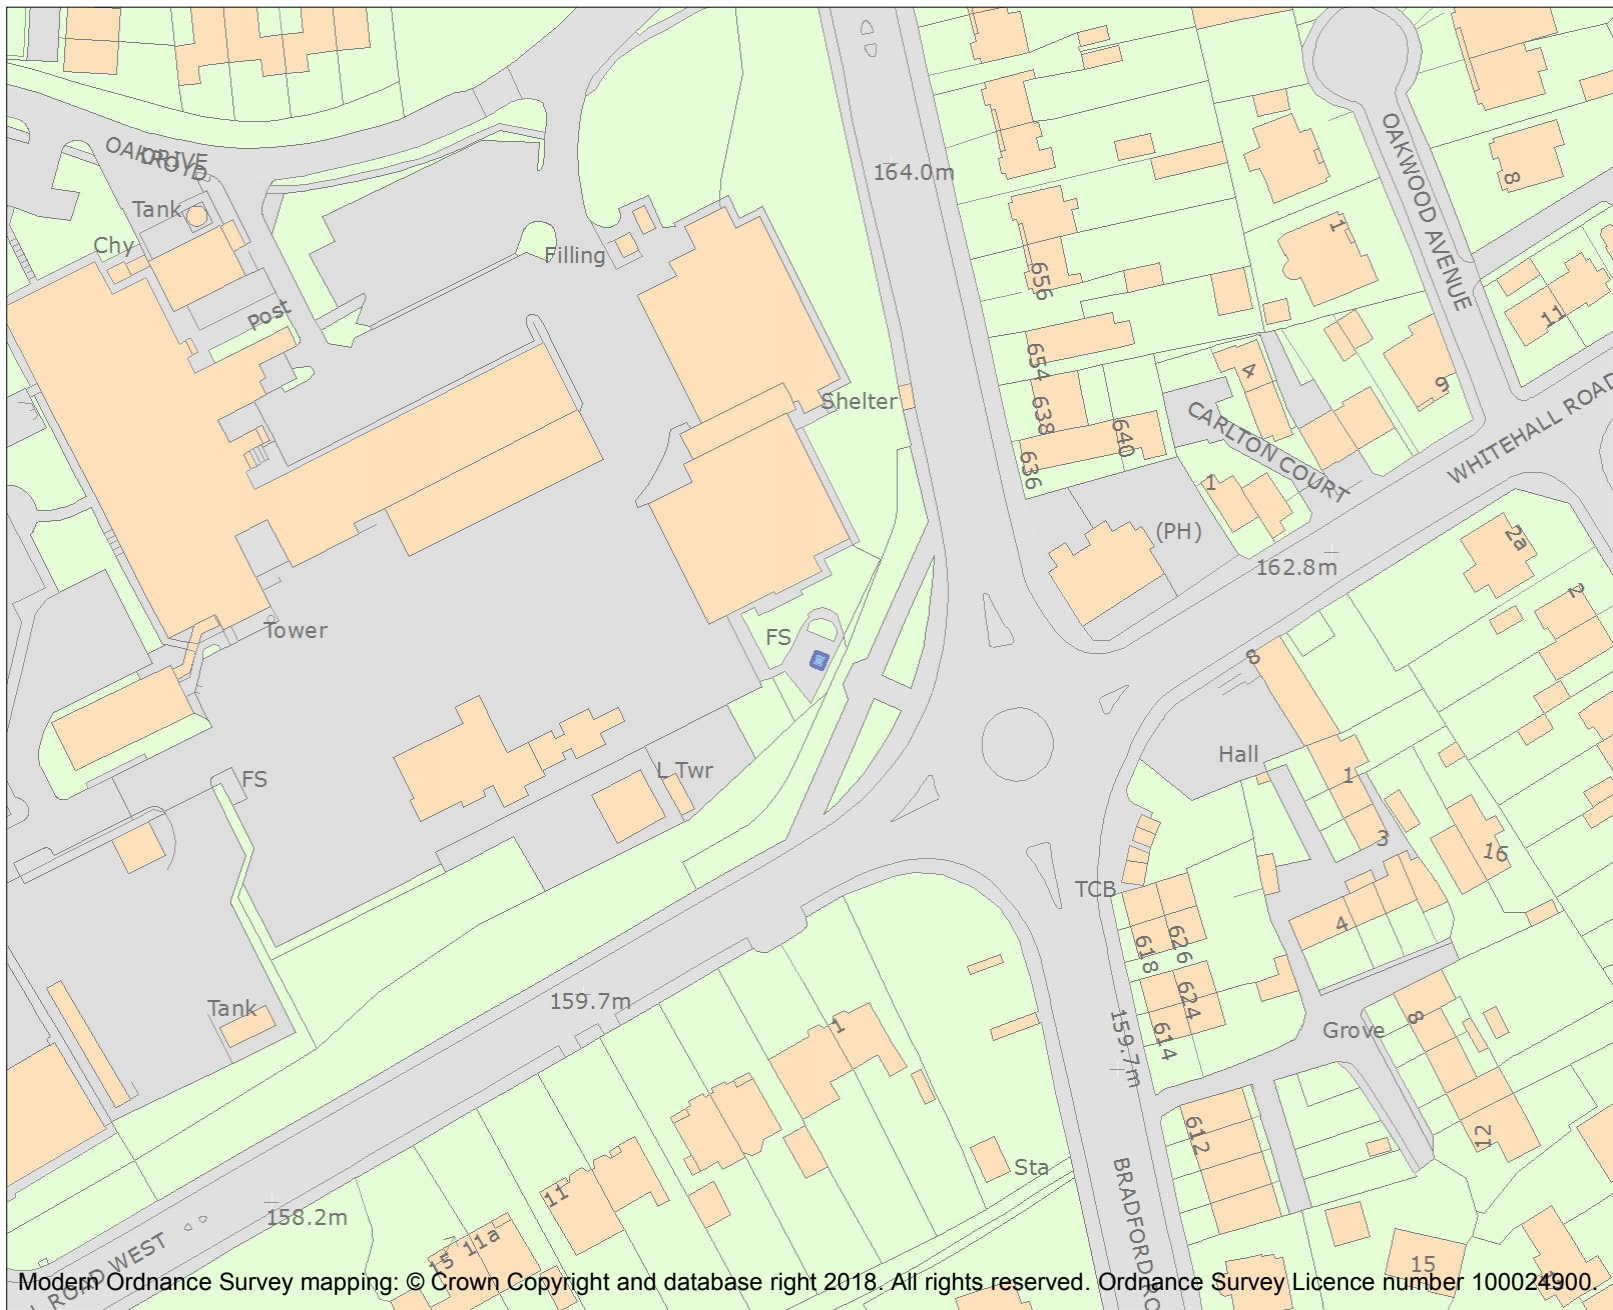 OAKROYD
DRIVE
Tank
Chy
Post
Filling
164.0m
OAKWOOD AVENUE
8
1
656
11
654
4
9
Shelter
638
640
636
CARLTON COURT
WHITEHALL ROAD
1
(PH)
162.8m
2a
2
Tower
FS
S
Hall
L Twr
FS
1
3
16
TCB
4
618
626
624
614
159.7m
Tank
159.7m
1
Grove
8
612
12
Sta
BRADFORD RO
158.2m
11
11a
15
L ROAD WEST
15
Modern Ordnance Survey mapping: © Crown Copyright and database right 2018. All rights reserved. Ordnance Survey Licence number 100024900.